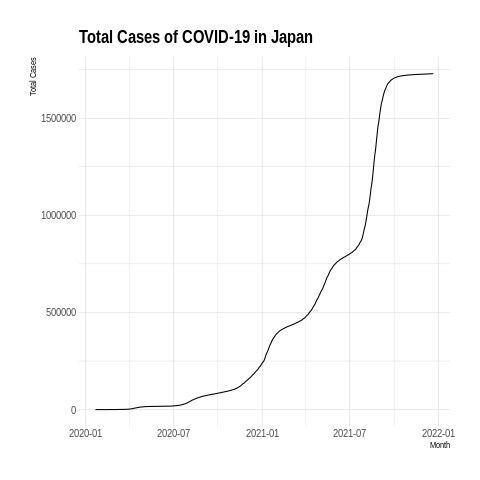 Total Cases of COVID-19 in Japan
Total Cases
1500000
1000000
500000
0
2020-01 2020-07 2021-01 2021-07 2022-01
Month